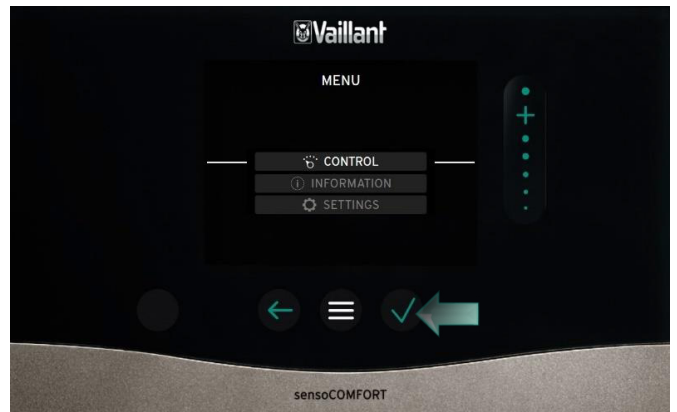 Vaillant
MENU
CONTROL
INFORMATION
SETTINGS
sensoCOMFORT